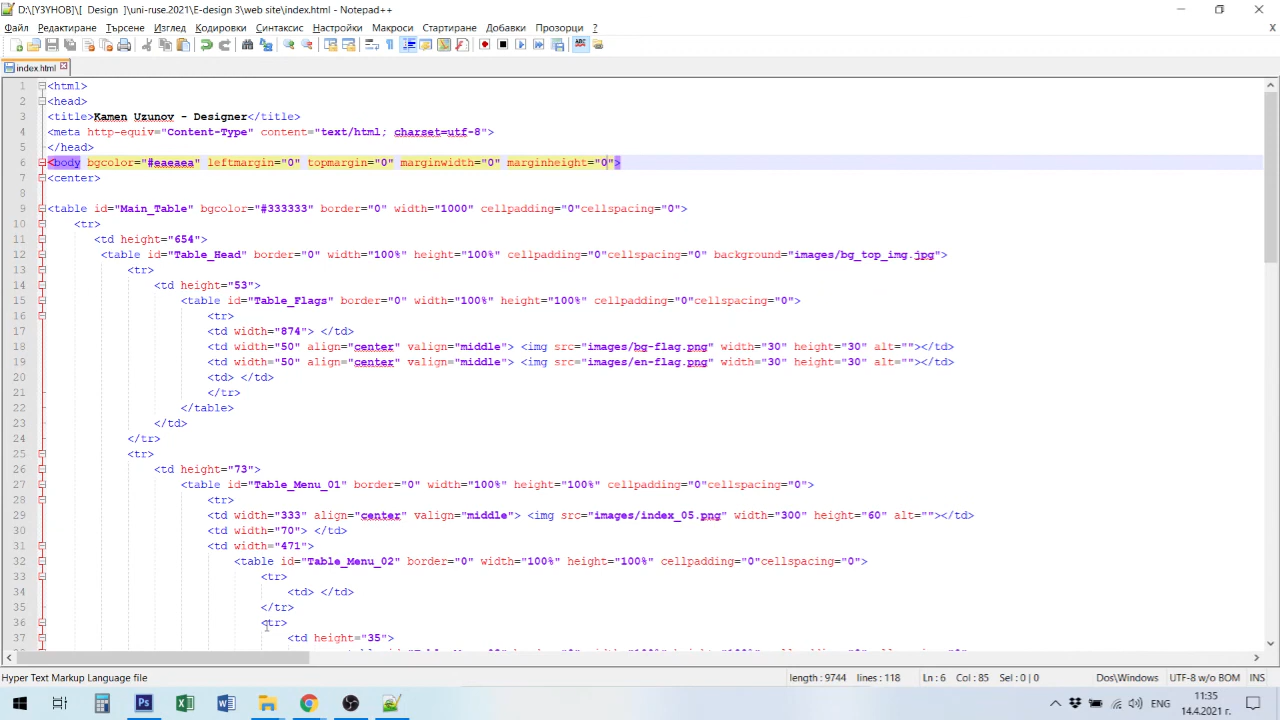 D:\[УЗУНОВ]\[_Design_]\uni-ruse.2021\E-design 3\web site\index.html - Notepad++
Файл Редактиране Търсене Изглед Кодировки Синтаксис Настройки Макроси Стартиране Добавки Прозорци ? X
index.html
1 <html>
2 <head>
3 <title>Kamen Uzunov - Designer</title>
4 <meta http-equiv="Content-Type" content="text/html; charset=utf-8">
5 </head>
6 <body bgcolor="#eaeaea" leftmargin="0" topmargin="0" marginwidth="0" marginheight="0">
7 <center>
8
9 <table id="Main_Table" bgcolor="#333333" border="0" width="1000" cellpadding="0"cellspacing="0">
10 <tr>
11 <td height="654">
12 <table id="Table_Head" border="0" width="100%" height="100%" cellpadding="0"cellspacing="0" background="images/bg_top_img.jpg">
13 <tr>
14 <td height="53">
15 <table id="Table_Flags" border="0" width="100%" height="100%" cellpadding="0"cellspacing="0">
16 <tr>
17 <td width="874"> </td>
18 <td width="50" align="center" valign="middle"> <img src="images/bg-flag.png" width="30" height="30" alt=""></td>
19 <td width="50" align="center" valign="middle"> <img src="images/en-flag.png" width="30" height="30" alt=""></td>
20 <td> </td>
21 </tr>
22 </table>
23 </td>
24 </tr>
25 <tr>
26 <td height="73">
27 <table id="Table_Menu_01" border="0" width="100%" height="100%" cellpadding="0"cellspacing="0">
28 <tr>
29 <td width="333" align="center" valign="middle"> <img src="images/index_05.png" width="300" height="60" alt=""></td>
30 <td width="70"> </td>
31 <td width="471">
32 <table id="Table_Menu_02" border="0" width="100%" height="100%" cellpadding="0"cellspacing="0">
33 <tr>
34 <td> </td>
35 </tr>
36 <tr>
37 <td height="35">
Hyper Text Markup Language file length : 9744 lines : 118 Ln : 6 Col : 85 Sel : 0 | 0 Dos\Windows UTF-8 w/o BOM INS
ENG 11:35
14.4.2021 г.